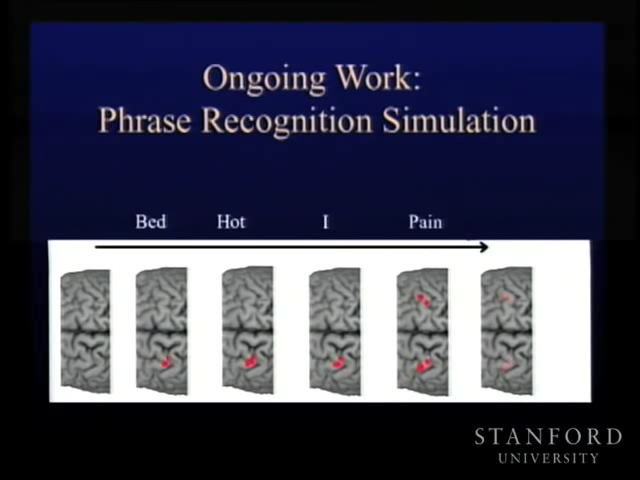 Ongoing Work:
Phrase Recognition Simulation
Bed Hot I Pain
STANFORD
UNIVERSITY